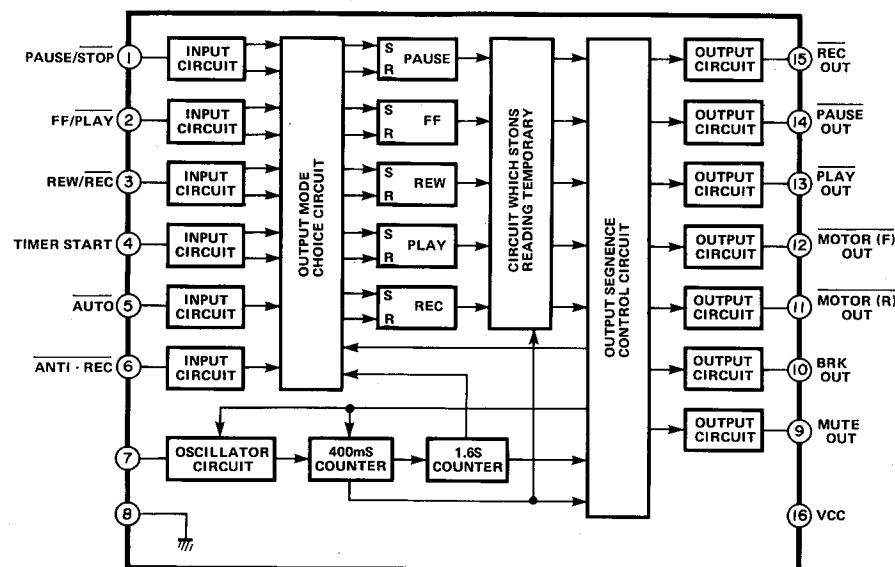 PAUSE/STOP
1
INPUT
CIRCUIT
FF/PLAY
2
INPUT
CIRCUIT
REW/REC
3
INPUT
CIRCUIT
TIMER START
4
INPUT
CIRCUIT
AUTO
5
INPUT
CIRCUIT
ANTI · REC
6
INPUT
CIRCUIT
7
OSCILLATOR
CIRCUIT
400mS
COUNTER
1.6S
COUNTER
8
OUTPUT MODE
CHOICE CIRCUIT
S
R
PAUSE
S
R
FF
S
R
REW
S
R
PLAY
S
R
REC
CIRCUIT WHICH STONS
READING TEMPORARY
OUTPUT SEGNENCE
CONTROL CIRCUIT
OUTPUT
CIRCUIT
15
REC
OUT
OUTPUT
CIRCUIT
14
PAUSE
OUT
OUTPUT
CIRCUIT
13
PLAY
OUT
OUTPUT
CIRCUIT
12
MOTOR (F)
OUT
OUTPUT
CIRCUIT
11
MOTOR (R)
OUT
OUTPUT
CIRCUIT
10
BRK
OUT
OUTPUT
CIRCUIT
9
MUTE
OUT
16
VCC